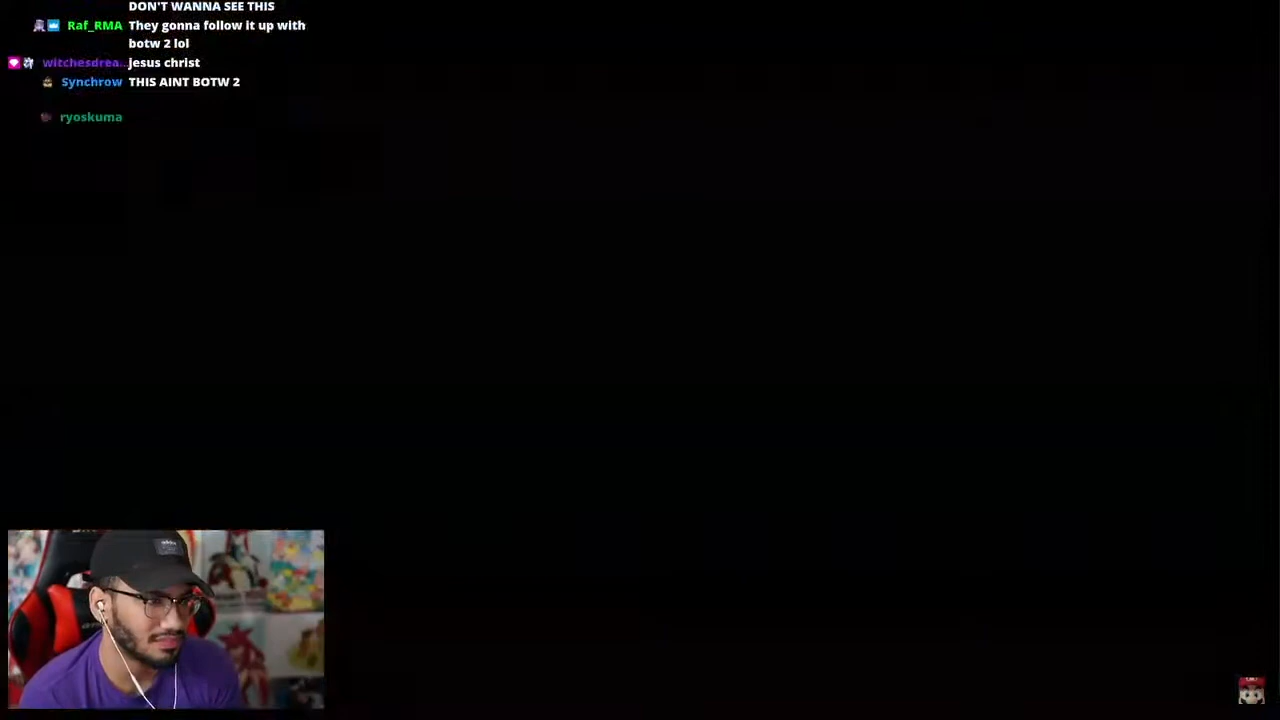 DON'T WANNA SEE THIS
Raf_RMA They gonna follow it up with
botw 2 lol
witchesdrea... jesus christ
Synchrow THIS AINT BOTW 2
ryoskuma